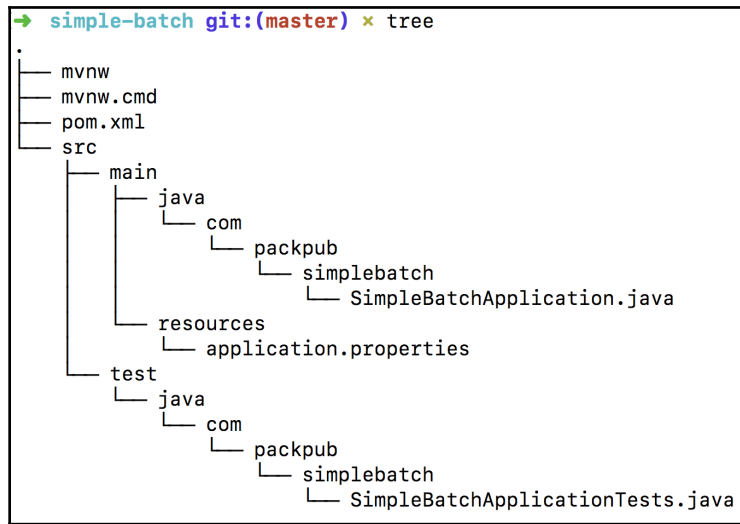 ➜ simple-batch git:(master) × tree
.
├── mvnw
├── mvnw.cmd
├── pom.xml
└── src
    ├── main
    │   ├── java
    │   │   └── com
    │   │       └── packpub
    │   │           └── simplebatch
    │   │               └── SimpleBatchApplication.java
    │   └── resources
    │       └── application.properties
    └── test
        └── java
            └── com
                └── packpub
                    └── simplebatch
                        └── SimpleBatchApplicationTests.java